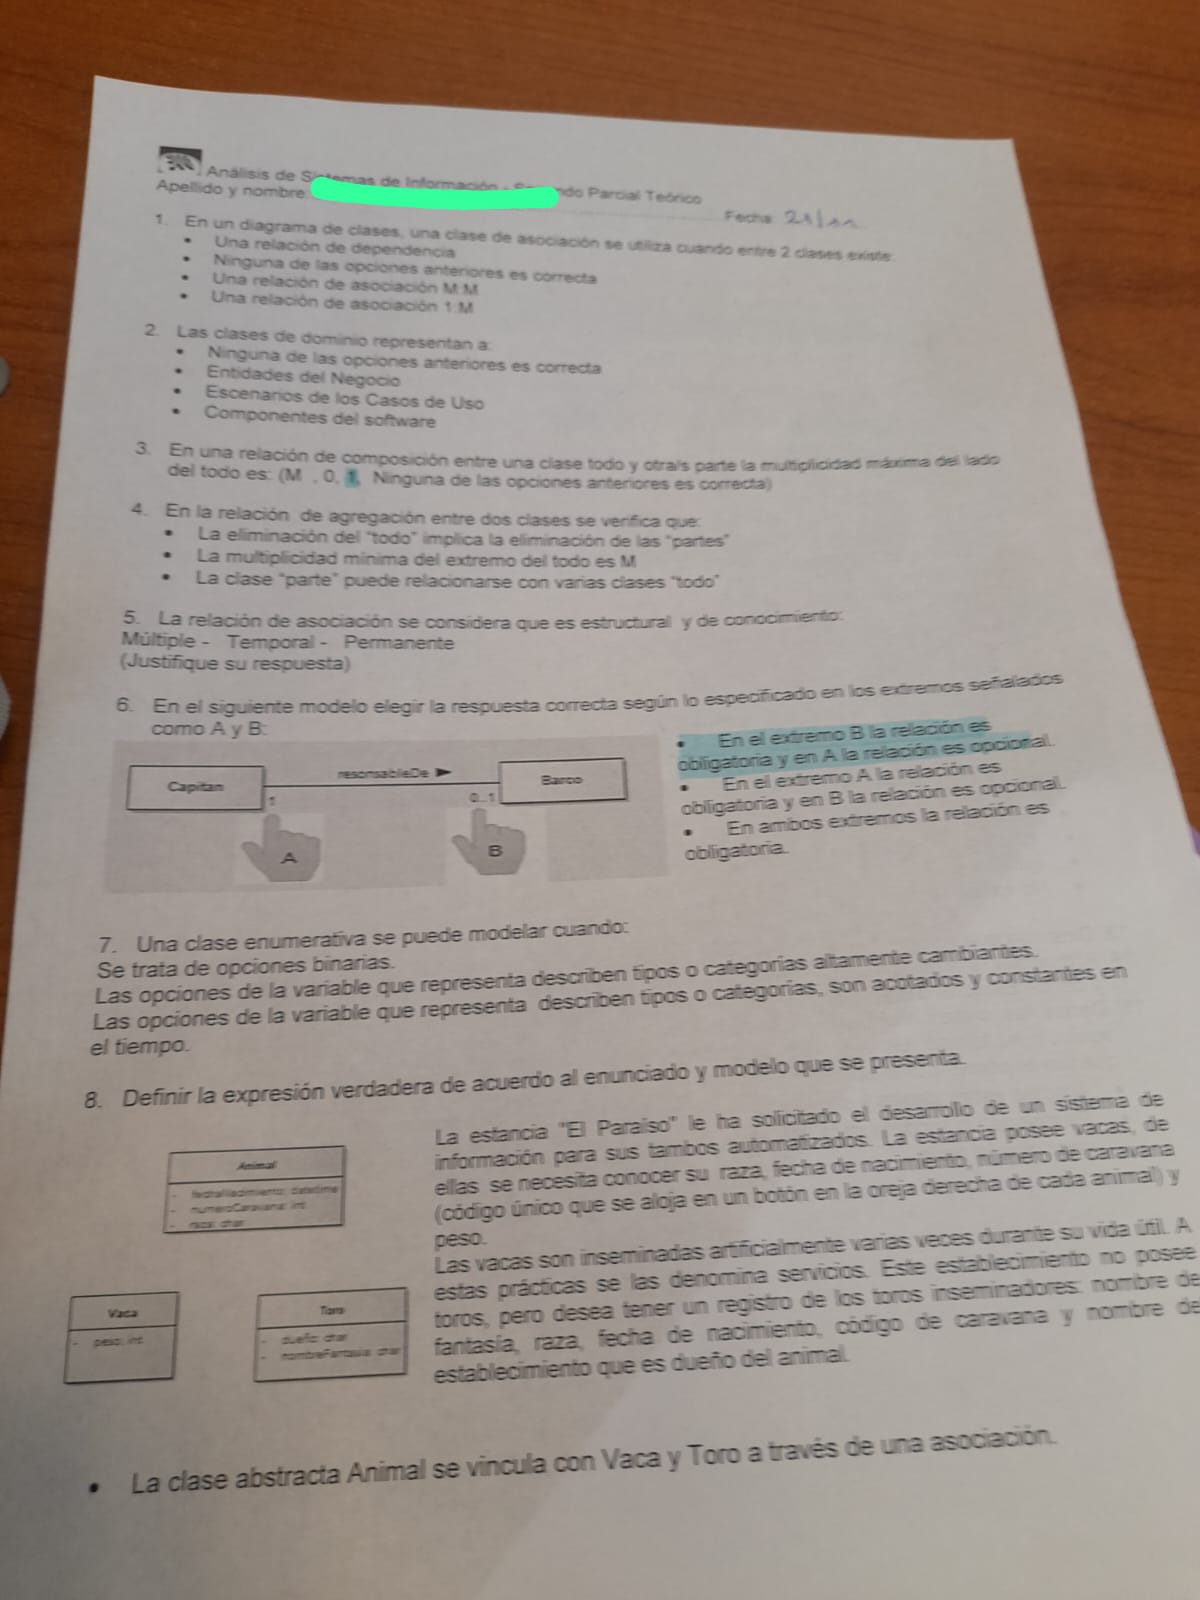 Análisis de Sistemas de Información - Segundo Parcial Teórico
Apellido y nombre:
Fecha:
1. En un diagrama de clases, una clase de asociación se utiliza cuando entre 2 clases existe:
• Una relación de dependencia
• Ninguna de las opciones anteriores es correcta
• Una relación de asociación M:M
• Una relación de asociación 1:M
2. Las clases de dominio representan a:
• Ninguna de las opciones anteriores es correcta
• Entidades del Negocio
• Escenarios de los Casos de Uso
• Componentes del software
3. En una relación de composición entre una clase todo y otra/s parte la multiplicidad máxima del lado
del todo es: (M , 0, 1, Ninguna de las opciones anteriores es correcta)
4. En la relación de agregación entre dos clases se verifica que:
• La eliminación del "todo" implica la eliminación de las "partes"
• La multiplicidad mínima del extremo del todo es M
• La clase "parte" puede relacionarse con varias clases "todo"
5. La relación de asociación se considera que es estructural y de conocimiento:
Múltiple - Temporal - Permanente
(Justifique su respuesta)
6. En el siguiente modelo elegir la respuesta correcta según lo especificado en los extremos señalados
como A y B:
Capitan
resonsableDe
Barco
1
0..1
A
B
• En el extremo B la relación es
obligatoria y en A la relación es opcional.
• En el extremo A la relación es
obligatoria y en B la relación es opcional.
• En ambos extremos la relación es
obligatoria.
7. Una clase enumerativa se puede modelar cuando:
Se trata de opciones binarias.
Las opciones de la variable que representa describen tipos o categorías altamente cambiantes.
Las opciones de la variable que representa describen tipos o categorías, son acotados y constantes en
el tiempo.
8. Definir la expresión verdadera de acuerdo al enunciado y modelo que se presenta.
Animal
- fechaNacimiento: datetime
- numeroCaravana: int
- raza: char
Vaca
- peso: int
Toro
- dueño: char
- nombreFantasia: char
La estancia "El Paraíso" le ha solicitado el desarrollo de un sistema de
información para sus tambos automatizados. La estancia posee vacas, de
ellas se necesita conocer su raza, fecha de nacimiento, número de caravana
(código único que se aloja en un botón en la oreja derecha de cada animal) y
peso.
Las vacas son inseminadas artificialmente varias veces durante su vida útil. A
estas prácticas se las denomina servicios. Este establecimiento no posee
toros, pero desea tener un registro de los toros inseminadores: nombre de
fantasía, raza, fecha de nacimiento, código de caravana y nombre de
establecimiento que es dueño del animal.
• La clase abstracta Animal se vincula con Vaca y Toro a través de una asociación.